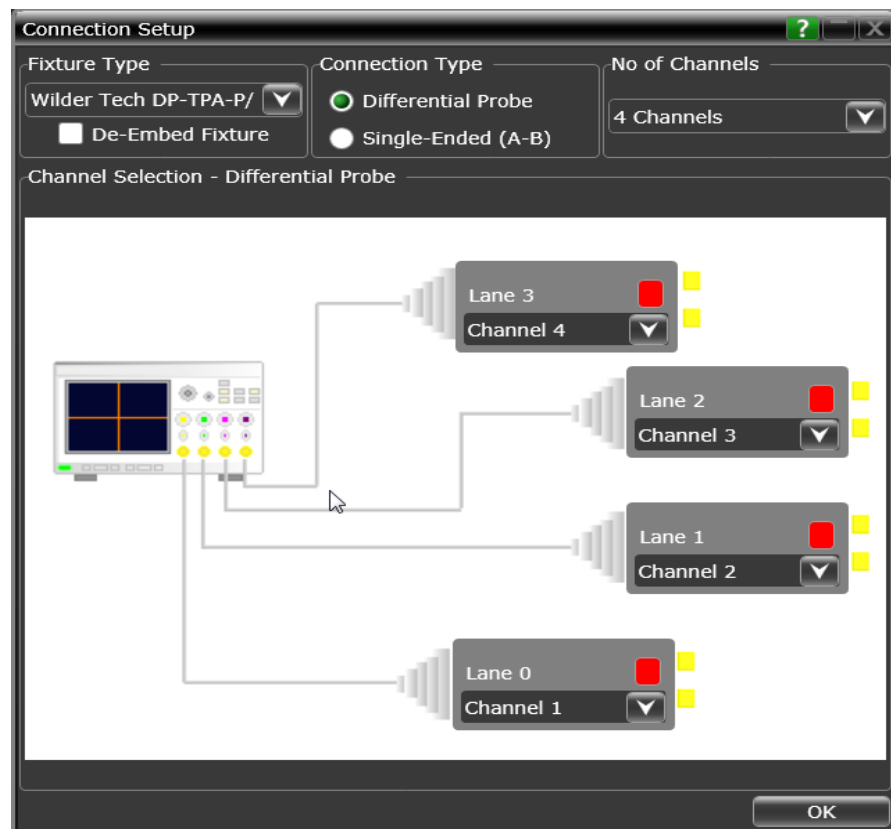 Connection Setup
?
Fixture Type
Wilder Tech DP-TPA-P/
De-Embed Fixture
Connection Type
Differential Probe
Single-Ended (A-B)
No of Channels
4 Channels
Channel Selection - Differential Probe
Lane 3
Channel 4
Lane 2
Channel 3
Lane 1
Channel 2
Lane 0
Channel 1
OK